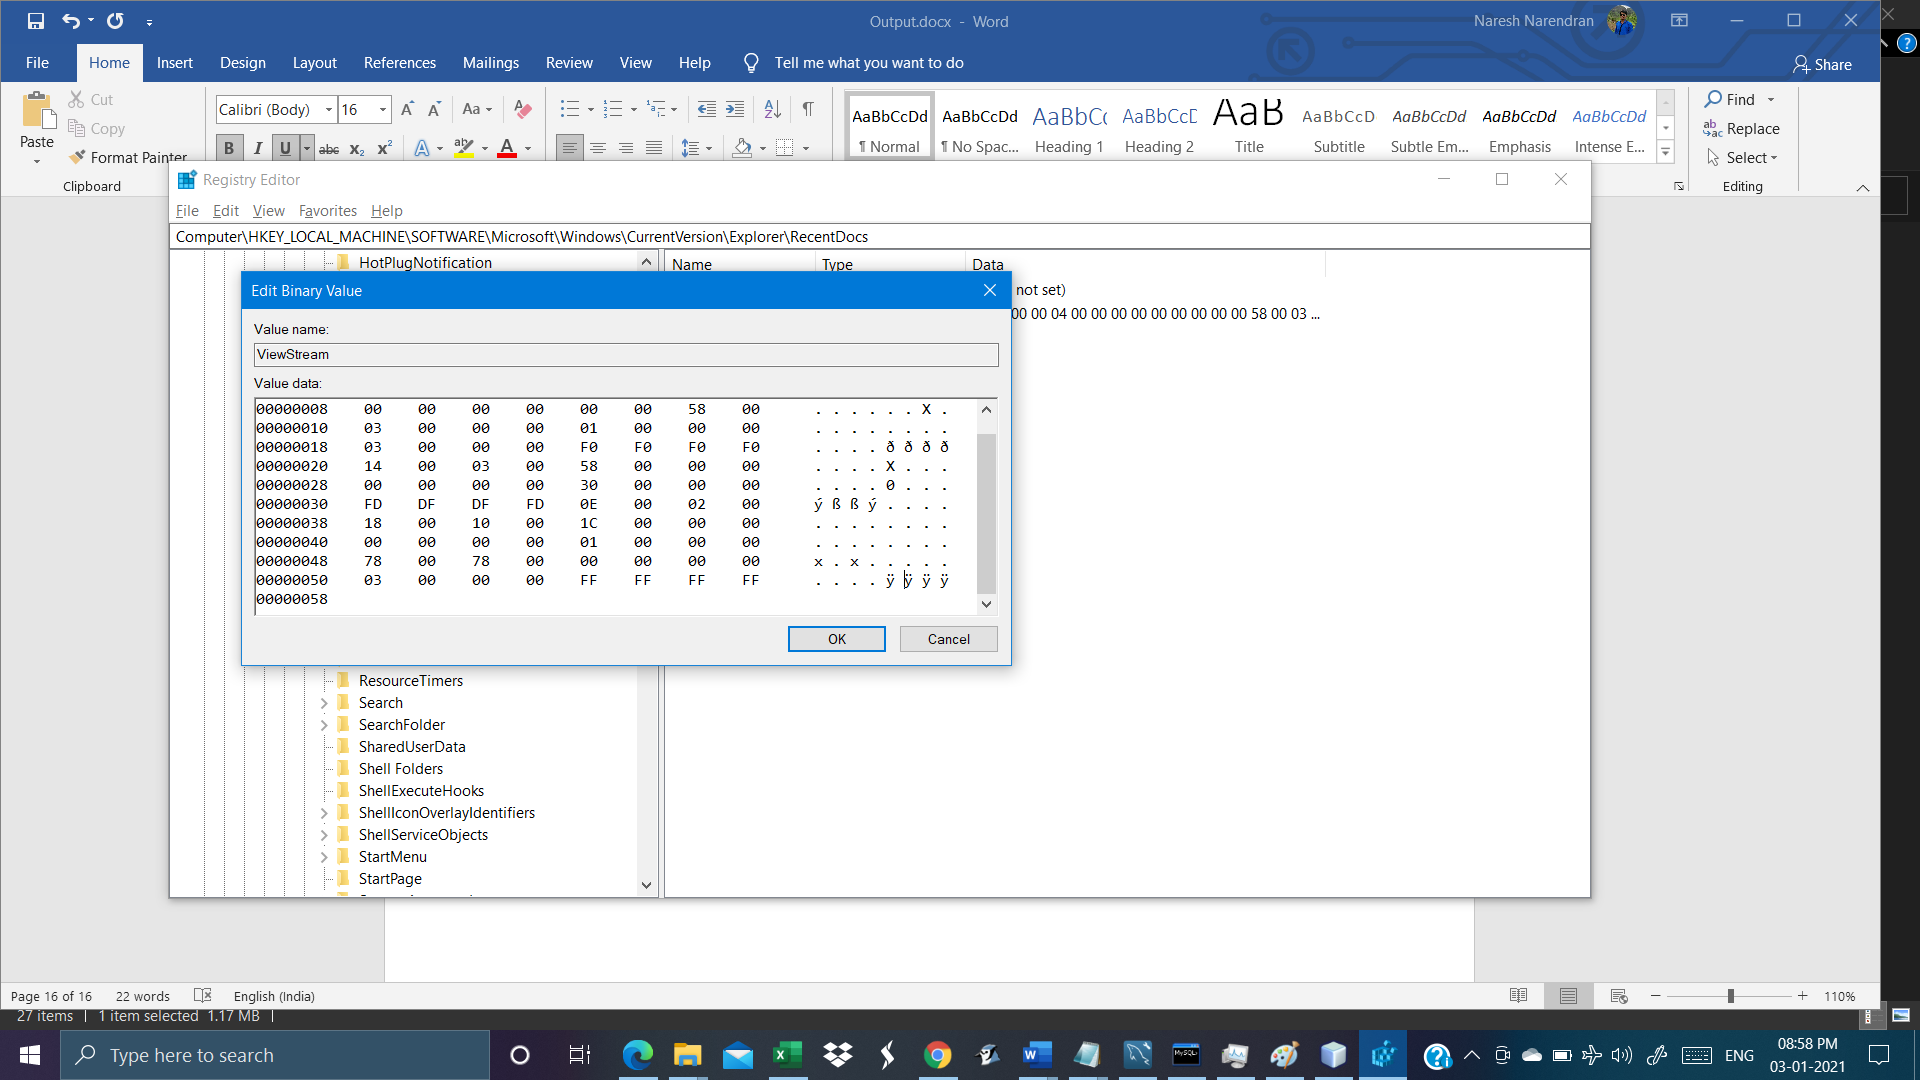 Output.docx - Word
Naresh Narendran
File Home Insert Design Layout References Mailings Review View Help Tell me what you want to do Share
Cut
Copy
Paste
Format Painter
Clipboard
Calibri (Body) 16 A A Aa A
B I U abc x₂ x² A ab A
AaBbCcDd AaBbCcDd AaBbCc AaBbCcD AaB AaBbCcD AaBbCcDd AaBbCcDd AaBbCcDd
¶ Normal ¶ No Spac... Heading 1 Heading 2 Title Subtitle Subtle Em... Emphasis Intense E...
Find
Replace
Select
Editing
Registry Editor
File Edit View Favorites Help
Computer\HKEY_LOCAL_MACHINE\SOFTWARE\Microsoft\Windows\CurrentVersion\Explorer\RecentDocs
HotPlugNotification
Name Type Data
not set)
00 00 04 00 00 00 00 00 00 00 00 00 58 00 03 ...
Edit Binary Value
Value name:
ViewStream
Value data:
00000008 00 00 00 00 00 00 58 00 . . . . . . X .
00000010 03 00 00 00 01 00 00 00 . . . . . . . .
00000018 03 00 00 00 F0 F0 F0 F0 . . . . ð ð ð ð
00000020 14 00 03 00 58 00 00 00 . . . . X . . .
00000028 00 00 00 00 30 00 00 00 . . . . 0 . . .
00000030 FD DF DF FD 0E 00 02 00 ý ß ß ý . . . .
00000038 18 00 10 00 1C 00 00 00 . . . . . . . .
00000040 00 00 00 00 01 00 00 00 . . . . . . . .
00000048 78 00 78 00 00 00 00 00 x . x . . . . .
00000050 03 00 00 00 FF FF FF FF . . . . ÿ ÿ ÿ ÿ
00000058
OK Cancel
ResourceTimers
Search
SearchFolder
SharedUserData
Shell Folders
ShellExecuteHooks
ShellIconOverlayIdentifiers
ShellServiceObjects
StartMenu
StartPage
Page 16 of 16 22 words English (India) 110%
27 items 1 item selected 1.17 MB
Type here to search
ENG
08:58 PM
03-01-2021